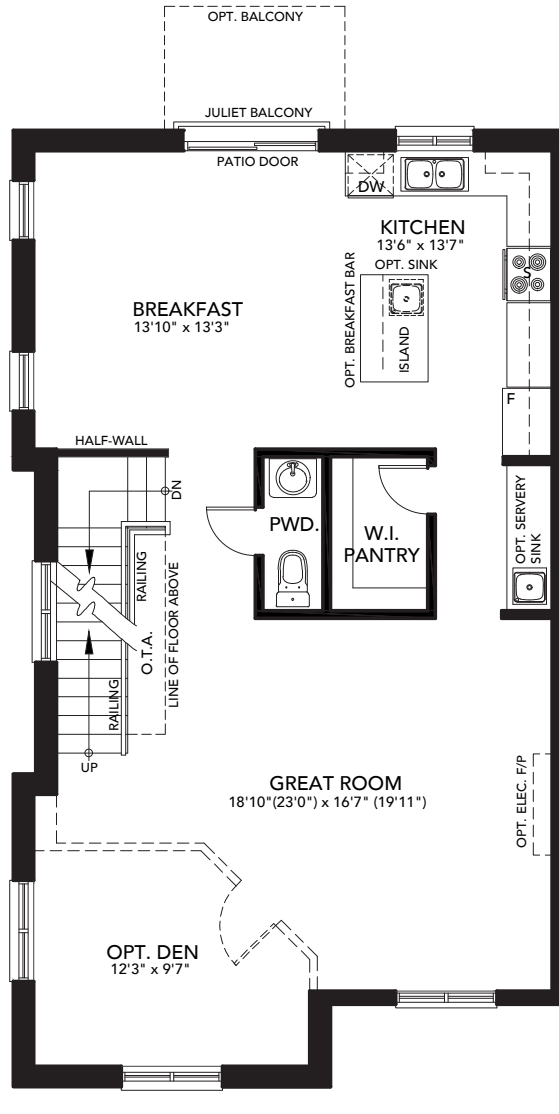 OPT. BALCONY
JULIET BALCONY
PATIO DOOR
DW
KITCHEN
13'6" x 13'7"
OPT. SINK
S
OPT. BREAKFAST BAR
ISLAND
BREAKFAST
13'10" x 13'3"
F
HALF-WALL
DN
PWD.
W.I.
PANTRY
OPT. SERVERY
SINK
RAILING
O.T.A.
LINE OF FLOOR ABOVE
RAILING
UP
GREAT ROOM
18'10"(23'0") x 16'7" (19'11")
OPT. ELEC. F/P
OPT. DEN
12'3" x 9'7"